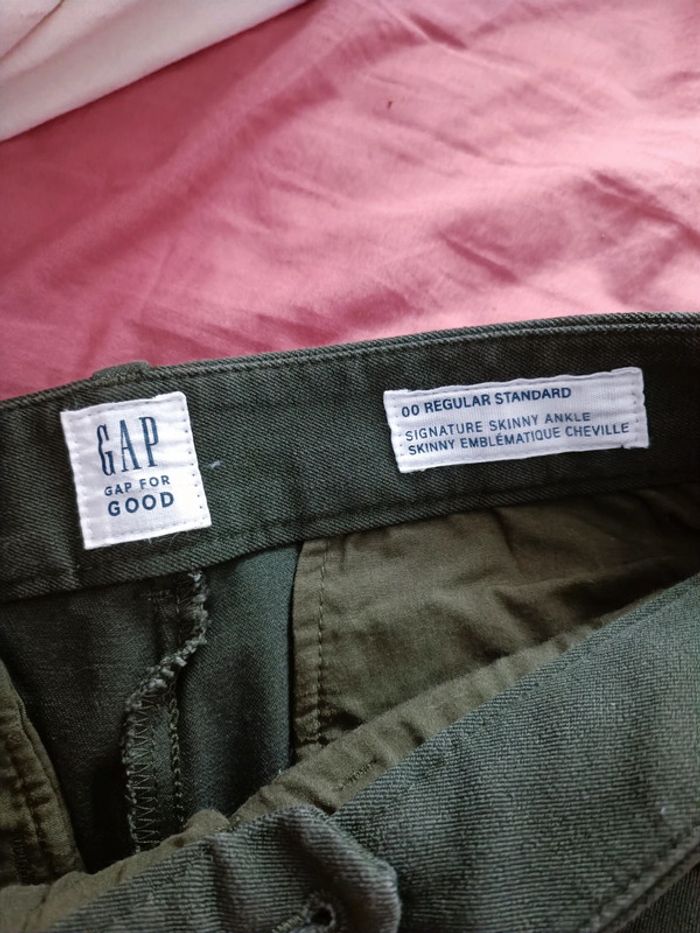 GAP
GAP FOR
GOOD
00 REGULAR STANDARD
SIGNATURE SKINNY ANKLE
SKINNY EMBLÉMATIQUE CHEVILLE